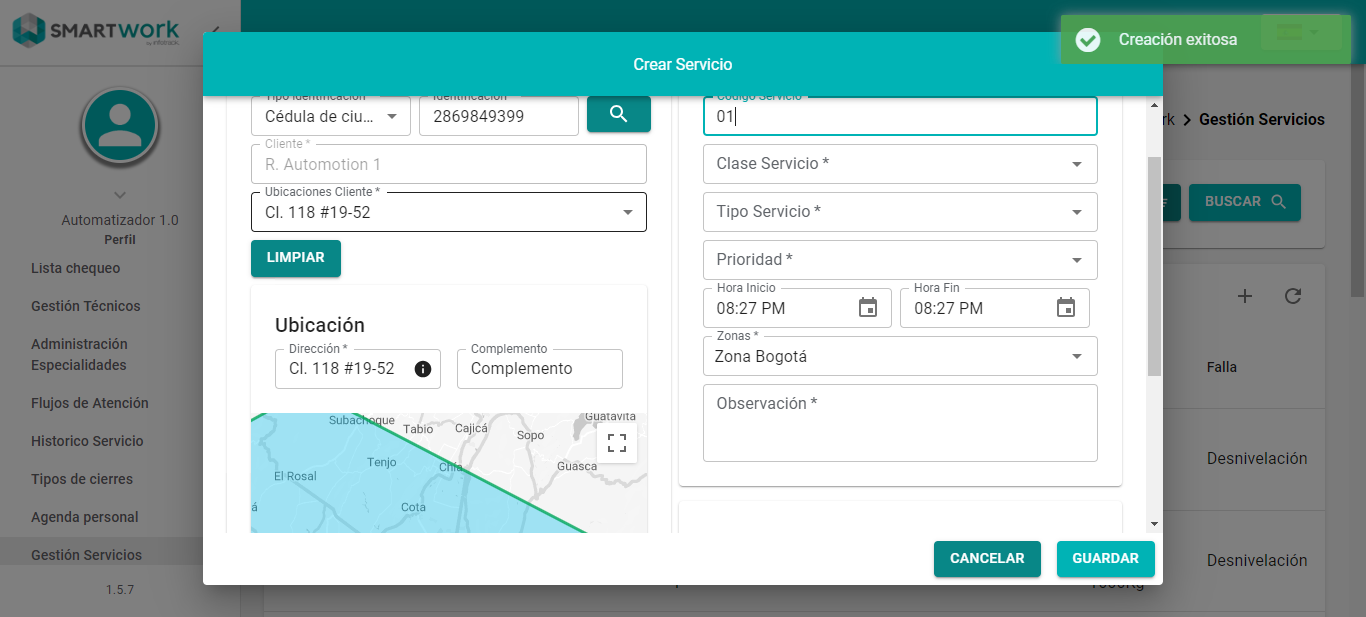 SMARTWORK
by infotrack
Automatizador 1.0
Perfil
Lista chequeo
Gestión Técnicos
Administración
Especialidades
Flujos de Atención
Historico Servicio
Tipos de cierres
Agenda personal
Gestión Servicios
1.5.7
Creación exitosa
rk > Gestión Servicios
BUSCAR
Falla
Desnivelación
Desnivelación
Crear Servicio
Tipo Identificación
Cédula de ciu...
Identificación
2869849399
Cliente *
R. Automotion 1
Ubicaciones Cliente *
Cl. 118 #19-52
LIMPIAR
Ubicación
Dirección *
Cl. 118 #19-52
Complemento
Complemento
Subachoque
Tabio
Cajicá
Sopo
Guatavita
Tenjo
Chía
Guasca
El Rosal
Cota
á
Código Servicio
01
Clase Servicio *
Tipo Servicio *
Prioridad *
Hora Inicio
08:27 PM
Hora Fin
08:27 PM
Zonas *
Zona Bogotá
Observación *
CANCELAR
GUARDAR